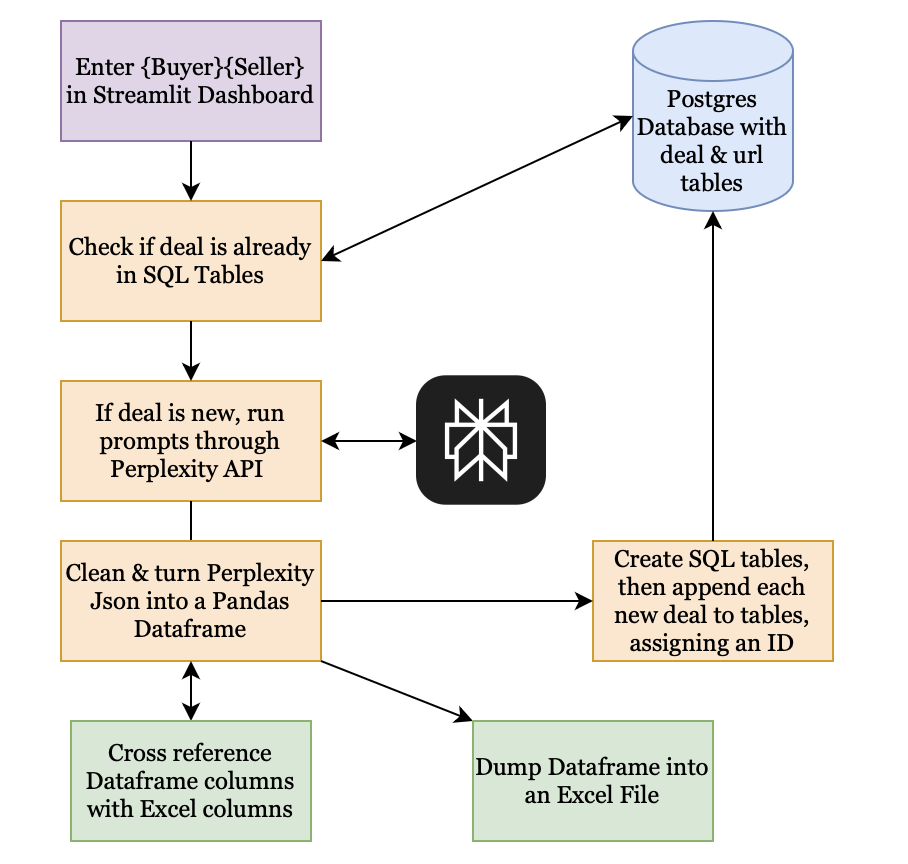 Enter {Buyer}{Seller}
in Streamlit Dashboard
Postgres
Database with
deal & url
tables
Check if deal is already
in SQL Tables
If deal is new, run
prompts through
Perplexity API
Clean & turn Perplexity
Json into a Pandas
Dataframe
Create SQL tables,
then append each
new deal to tables,
assigning an ID
Cross reference
Dataframe columns
with Excel columns
Dump Dataframe into
an Excel File